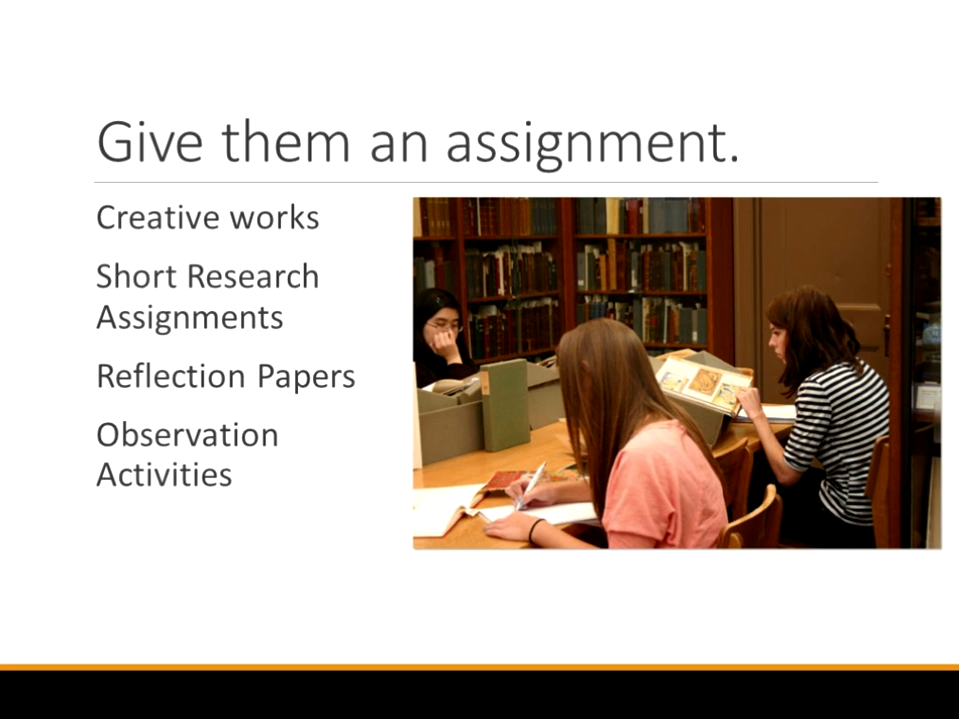 Give them an assignment.
Creative works
Short Research
Assignments
Reflection Papers
Observation
Activities